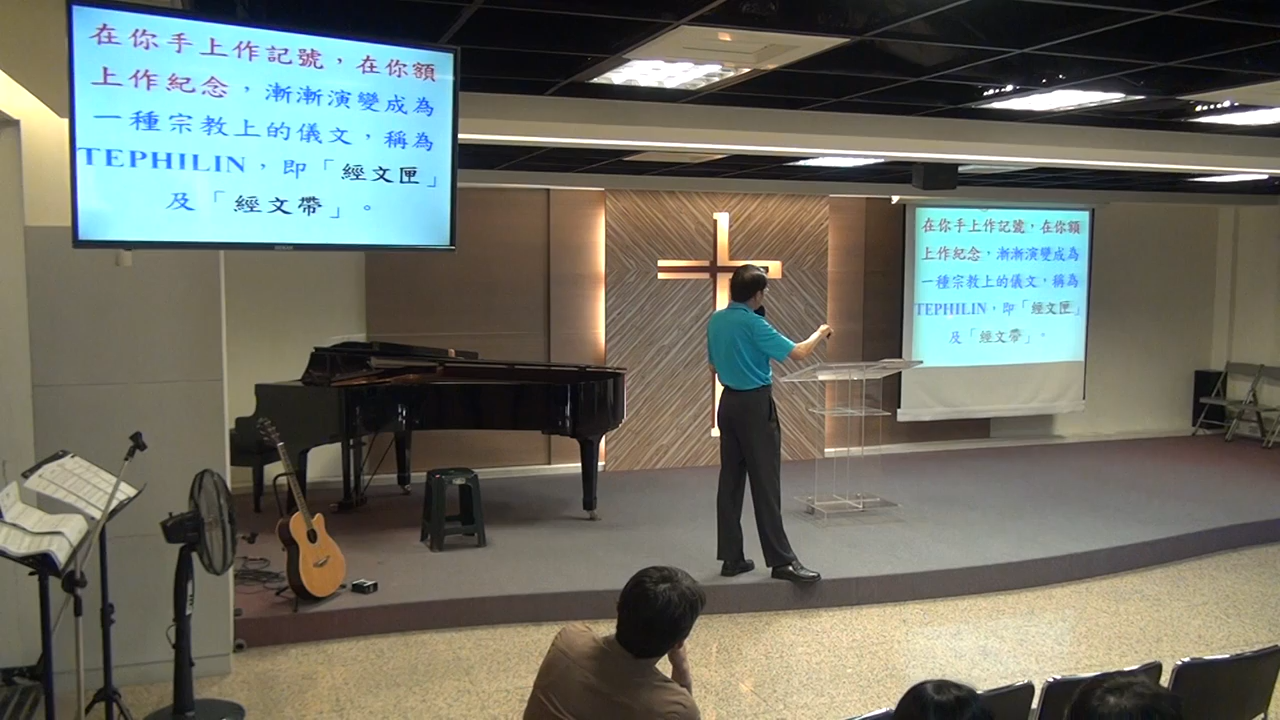 在你手上作記號，在你額
上作紀念，漸漸演變成為
一種宗教上的儀文，稱為
TEPHILIN，即「經文匣」
及「經文帶」。
在你手上作記號，在你額
上作紀念，漸漸演變成為
一種宗教上的儀文，稱為
TEPHILIN，即「經文匣」
及「經文帶」。